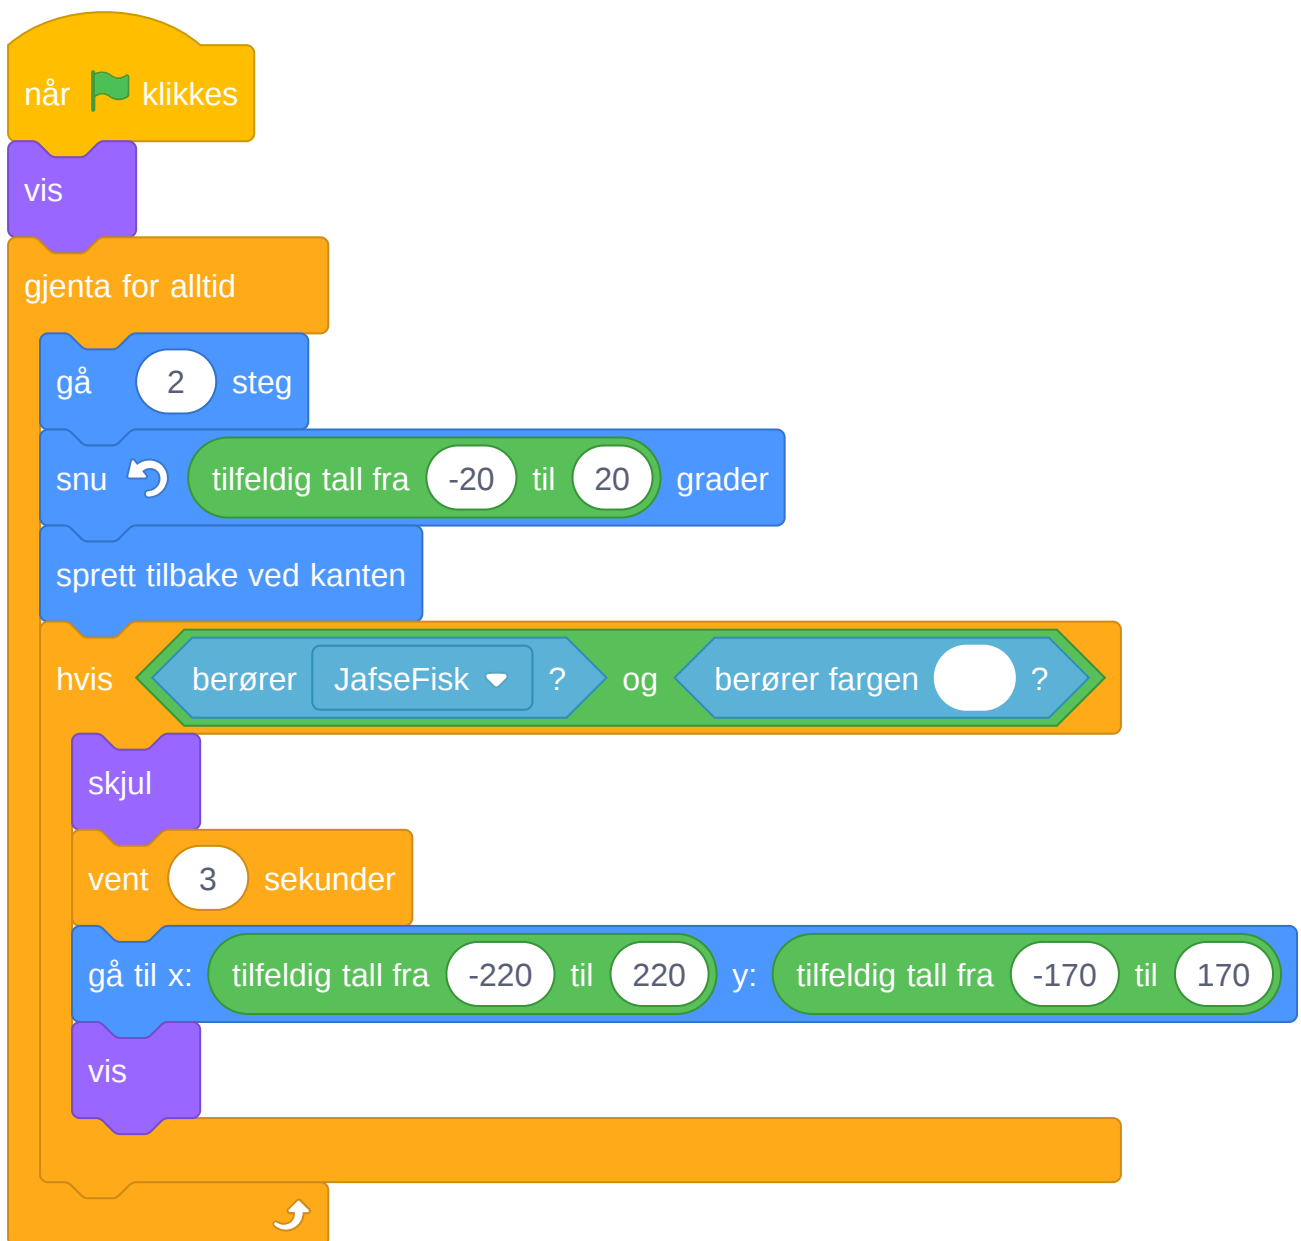 når klikkes
vis
gjenta for alltid
gå 2 steg
snu tilfeldig tall fra -20 til 20 grader
sprett tilbake ved kanten
hvis berører JafseFisk ? og berører fargen ?
skjul
vent 3 sekunder
gå til x: tilfeldig tall fra -220 til 220 y: tilfeldig tall fra -170 til 170
vis